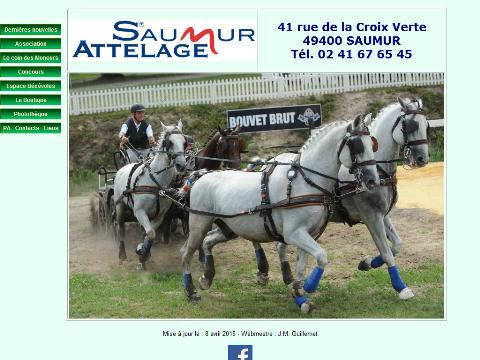 Dernières nouvelles
Association
Le coin des Meneurs
Concours
Espace Bénévoles
La Boutique
Photothèque
PA - Contacts - Liens
SAUMUR
ATTELAGE
41 rue de la Croix Verte
49400 SAUMUR
Tél. 02 41 67 65 45
BOUVET BRUT
Mise à jour le : 8 avril 2015 - Webmestre : J.M. Guillemet